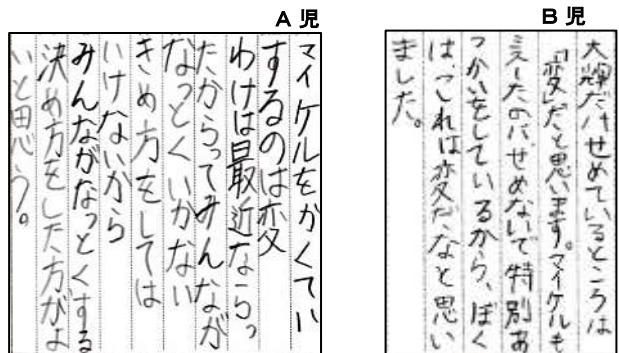 A児
マイケルをかくてい
するのは変
わけは最近ならっ
たからってみんなが
なっとくいかない
きめ方をしては
いけないから
みんながなっとくする
決め方をした方がよ
いと思う。
B児
大輝だけせめているところは
「変」だと思います。マイケルも
ミスしたのにせめないで特別あ
つかいをしているから、ぼく
は、これは変だなと思い
ました。